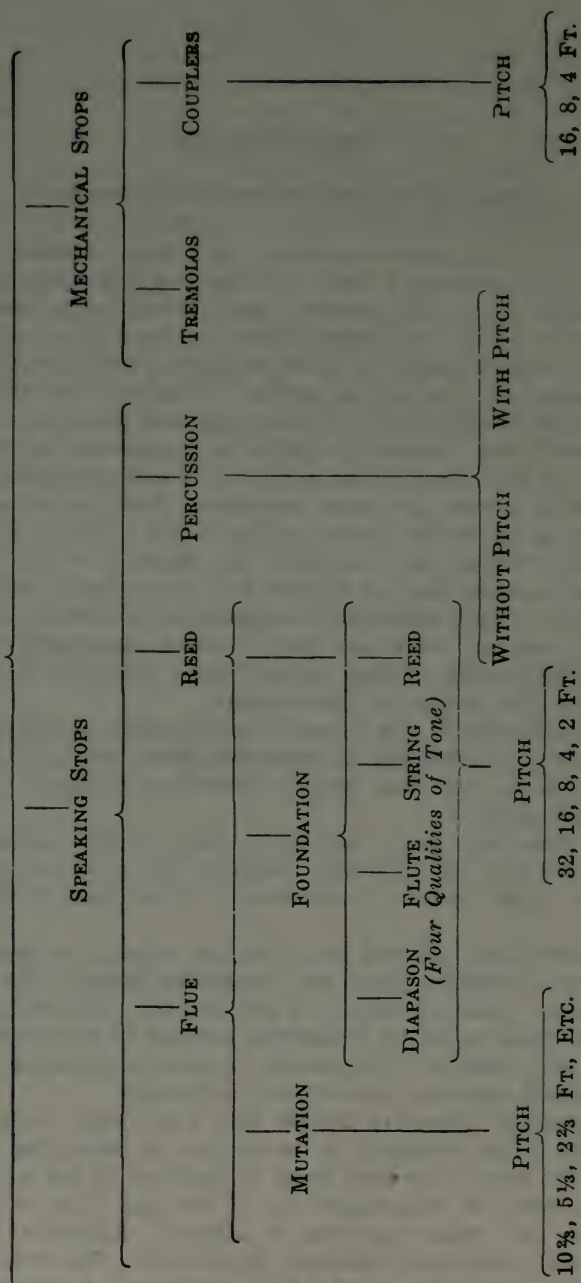 SPEAKING STOPS MECHANICAL STOPS
FLUE REED PERCUSSION TREMOLOS COUPLERS
MUTATION FOUNDATION
DIAPASON FLUTE STRING REED
(Four Qualities of Tone)
WITHOUT PITCH WITH PITCH
PITCH PITCH PITCH
10⅔, 5⅓, 2⅔ FT., ETC. 32, 16, 8, 4, 2 FT. 16, 8, 4 FT.